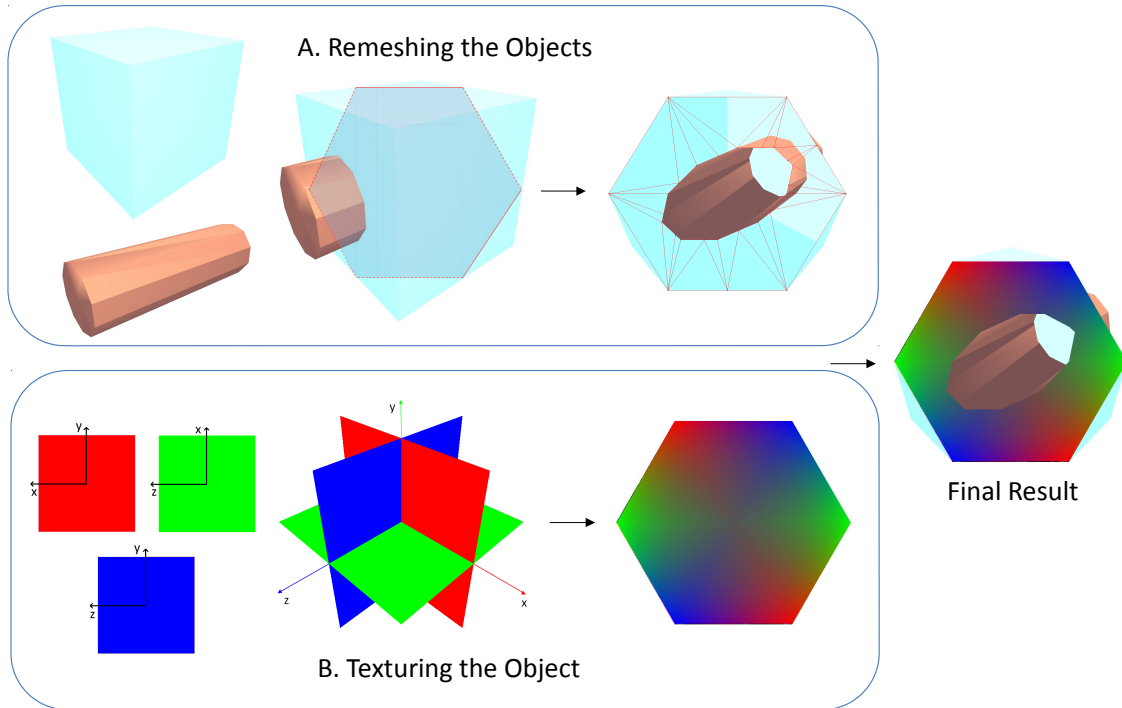 A. Remeshing the Objects
y
x
x
z
y
z
y
z
x
B. Texturing the Object
Final Result